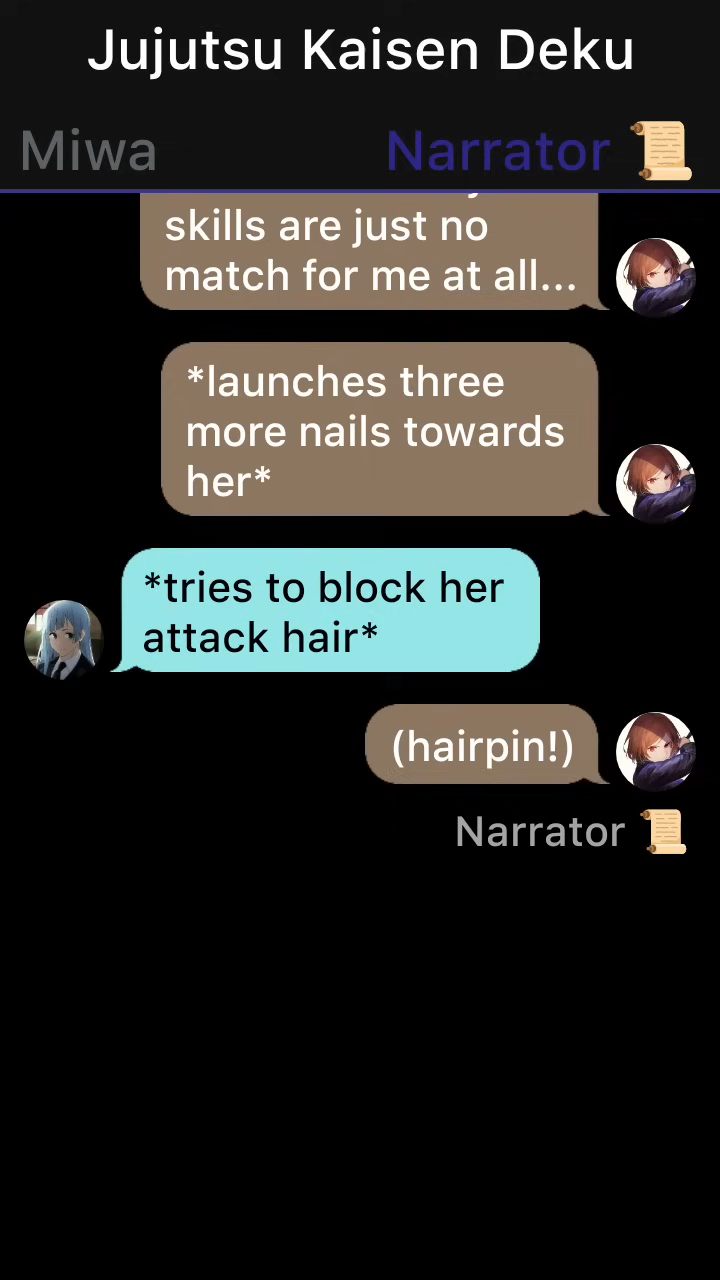 Jujutsu Kaisen Deku
Miwa
Narrator 📜
skills are just no
match for me at all...
*launches three
more nails towards
her*
*tries to block her
attack hair*
(hairpin!)
Narrator 📜